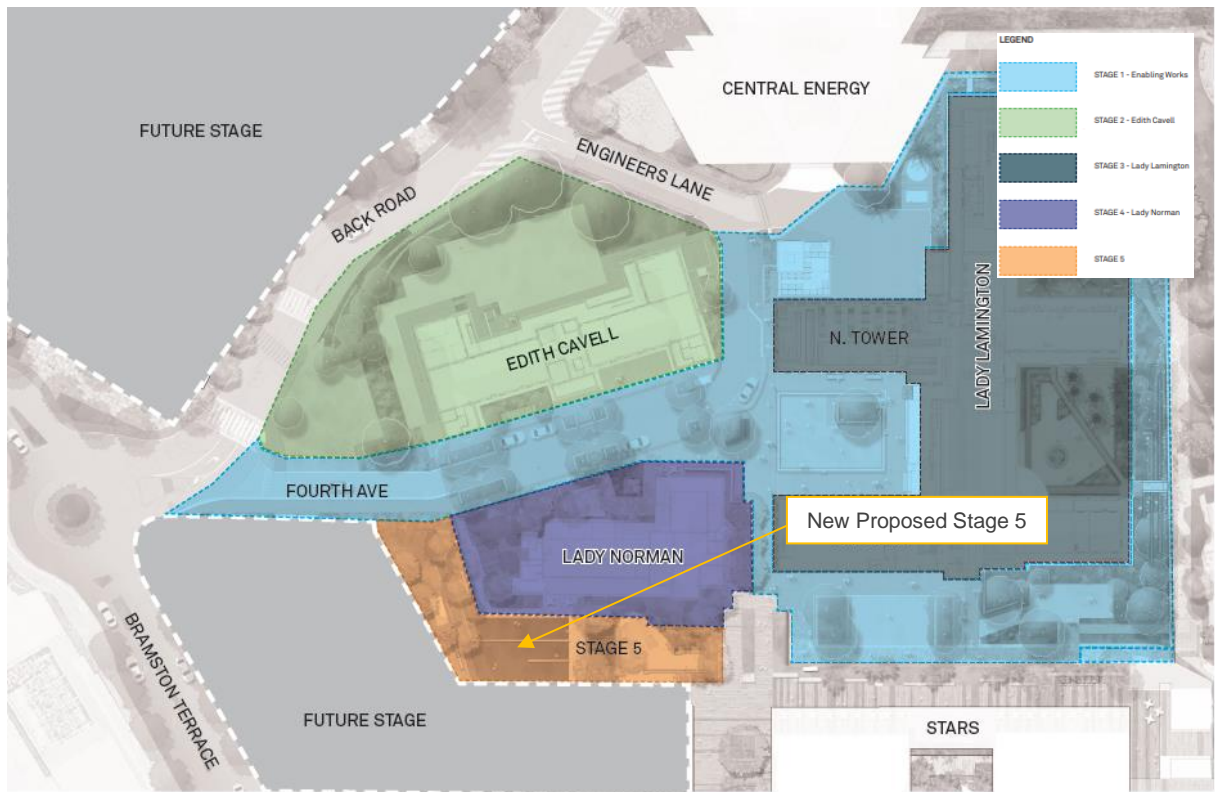 LEGEND
STAGE 1 - Enabling Works
STAGE 2 - Edith Cavell
STAGE 3 - Lady Lamington
STAGE 4 - Lady Norman
STAGE 5
CENTRAL ENERGY
FUTURE STAGE
ENGINEERS LANE
BACK ROAD
EDITH CAVELL
N. TOWER
LADY LAMINGTON
FOURTH AVE
New Proposed Stage 5
LADY NORMAN
STAGE 5
BRAMSTON TERRACE
FUTURE STAGE
STARS